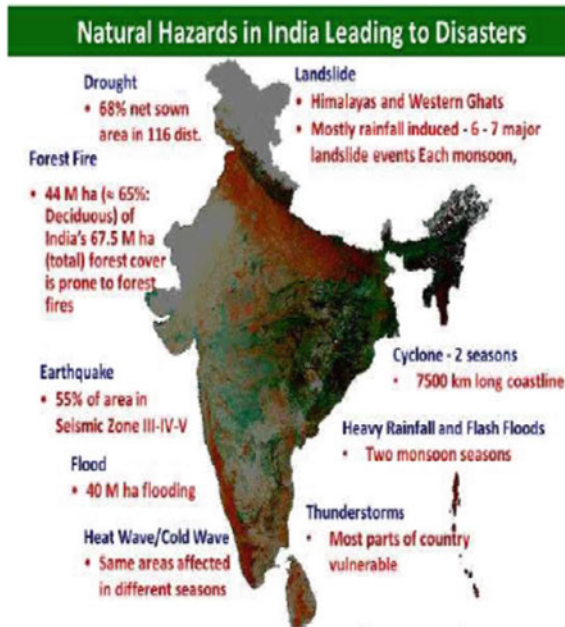 Natural Hazards in India Leading to Disasters
Drought
• 68% net sown
area in 116 dist.
Landslide
• Himalayas and Western Ghats
• Mostly rainfall induced - 6 - 7 major
landslide events Each monsoon,
Forest Fire
• 44 M ha (≈ 65%:
Deciduous) of
India's 67.5 M ha
(total) forest cover
is prone to forest
fires
Cyclone - 2 seasons
• 7500 km long coastline
Earthquake
• 55% of area in
Seismic Zone III-IV-V
Heavy Rainfall and Flash Floods
• Two monsoon seasons
Flood
• 40 M ha flooding
Thunderstorms
• Most parts of country
vulnerable
Heat Wave/Cold Wave
• Same areas affected
in different seasons